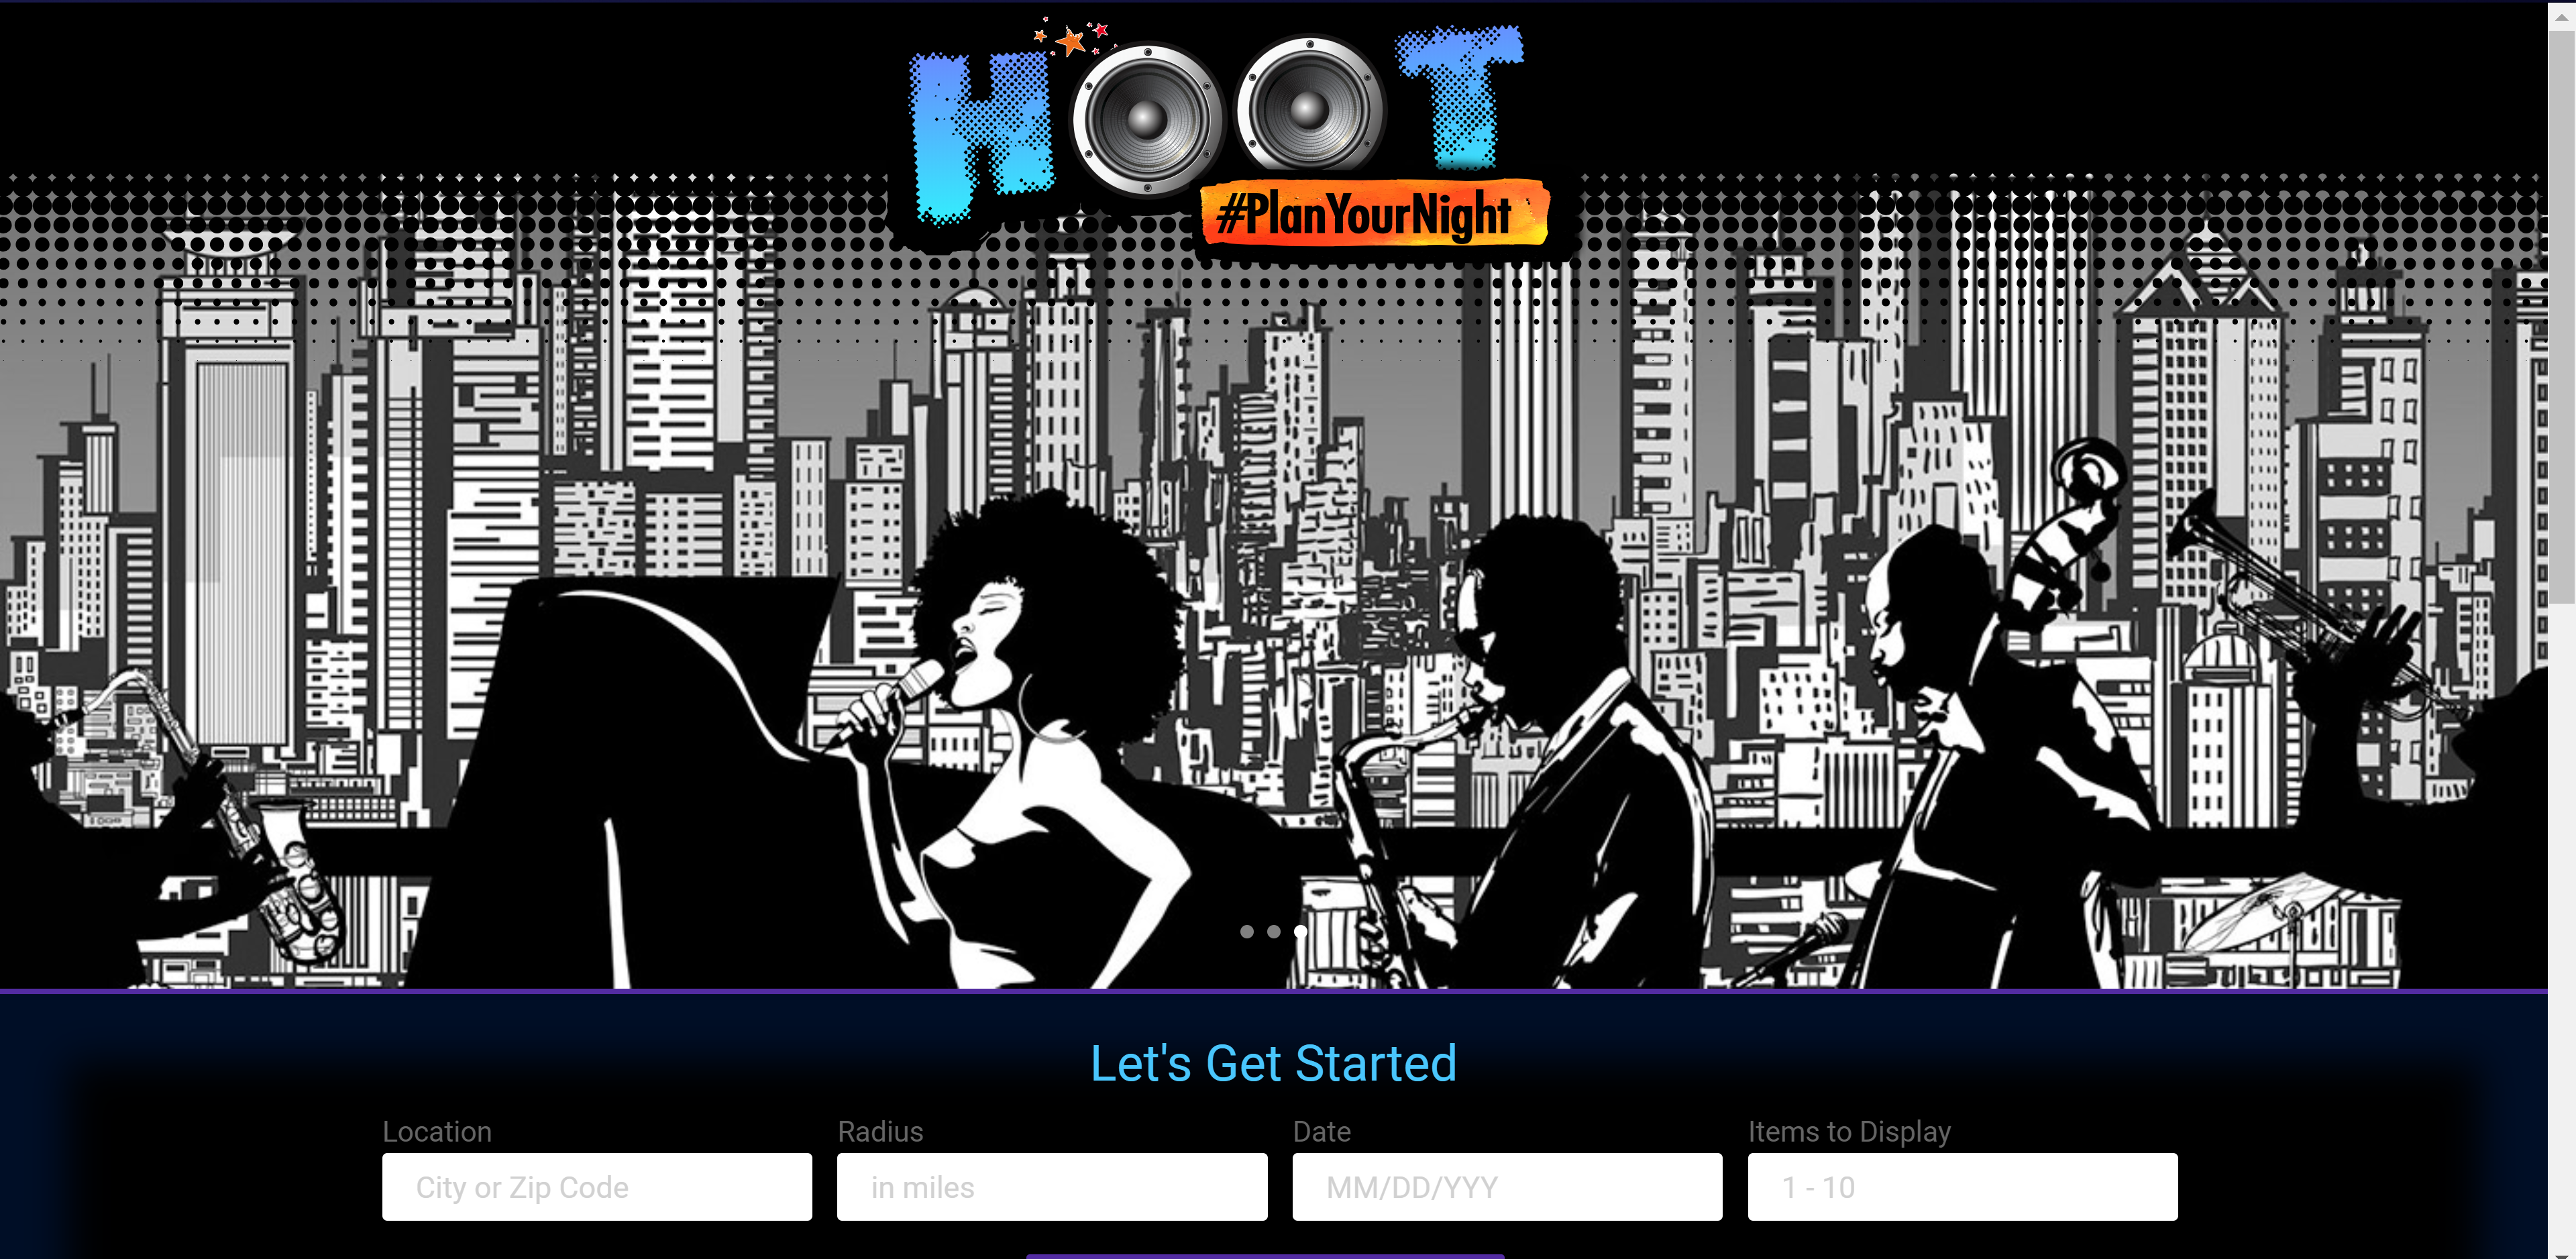 HOOT
#PlanYourNight
Let's Get Started
Location
Radius
Date
Items to Display
City or Zip Code
in miles
MM/DD/YYY
1 - 10